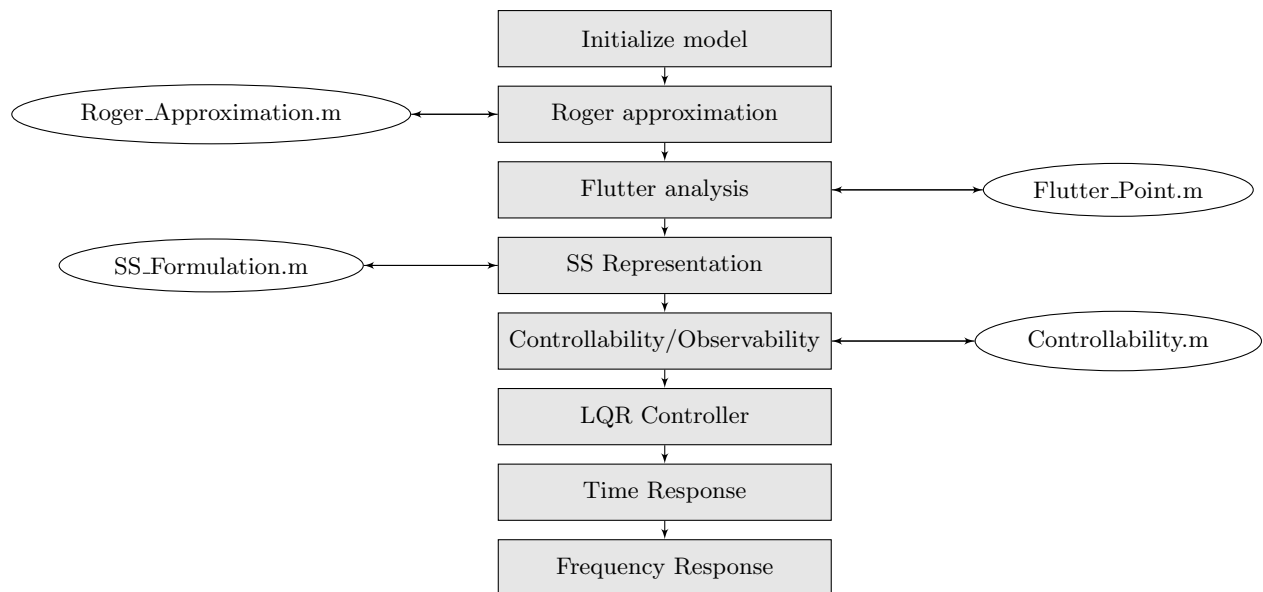 Initialize model
Roger_Approximation.m
Roger approximation
Flutter analysis
Flutter_Point.m
SS_Formulation.m
SS Representation
Controllability/Observability
Controllability.m
LQR Controller
Time Response
Frequency Response